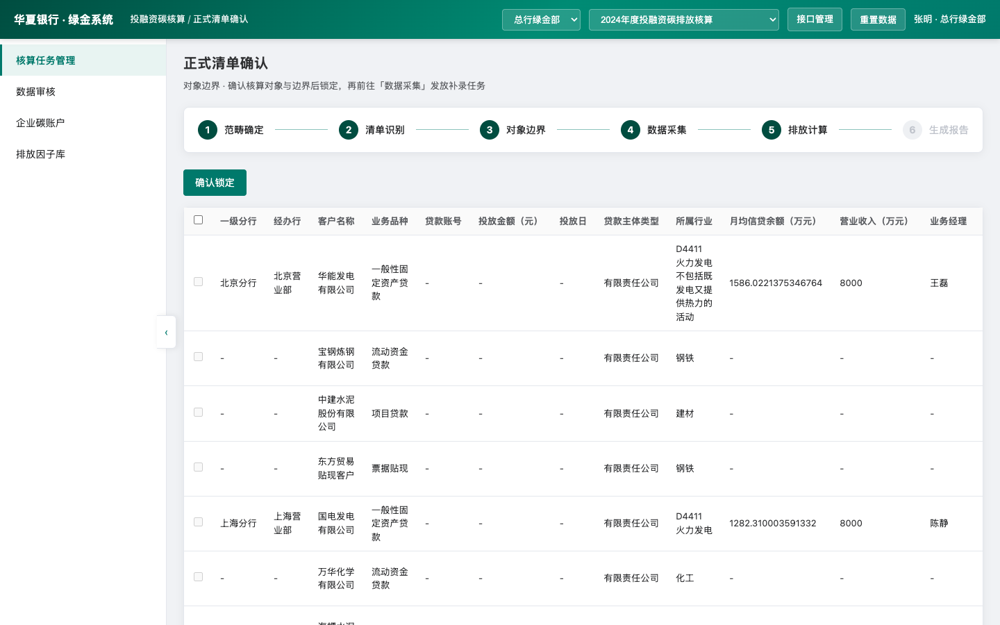 华夏银行 · 绿金系统
投融资碳核算 / 正式清单确认
总行绿金部
2024年度投融资碳排放核算
接口管理
重置数据
张明 · 总行绿金部
核算任务管理
数据审核
企业碳账户
排放因子库
正式清单确认
对象边界 · 确认核算对象与边界后锁定，再前往「数据采集」发放补录任务
1 范畴确定
2 清单识别
3 对象边界
4 数据采集
5 排放计算
6 生成报告
确认锁定
一级分行 经办行 客户名称 业务品种 贷款账号 投放金额（元） 投放日 贷款主体类型 所属行业 月均信贷余额（万元） 营业收入（万元） 业务经理
北京分行
北京营
业部
华能发电
有限公司
一般性固
定资产贷
款
-
-
-
有限责任公司
D4411
火力发电
不包括既
发电又提
供热力的
活动
1586.0221375346764
8000
王磊
-
-
宝钢炼钢
有限公司
流动资金
贷款
-
-
-
有限责任公司
钢铁
-
-
-
-
-
中建水泥
股份有限
公司
项目贷款
-
-
-
有限责任公司
建材
-
-
-
-
-
东方贸易
贴现客户
票据贴现
-
-
-
有限责任公司
钢铁
-
-
-
上海分行
上海营
业部
国电发电
有限公司
一般性固
定资产贷
款
-
-
-
有限责任公司
D4411
火力发电
1282.310003591332
8000
陈静
-
-
万华化学
有限公司
流动资金
贷款
-
-
-
有限责任公司
化工
-
-
-